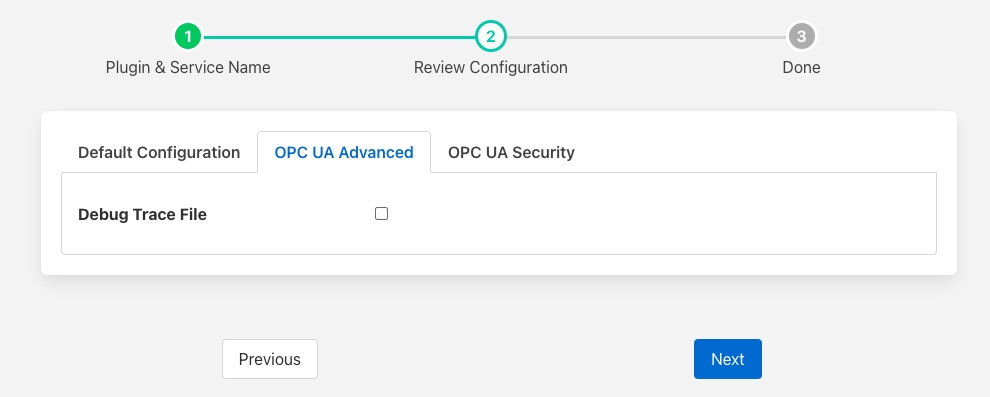 1 2 3
Plugin & Service Name Review Configuration Done
Default Configuration OPC UA Advanced OPC UA Security
Debug Trace File
Previous Next